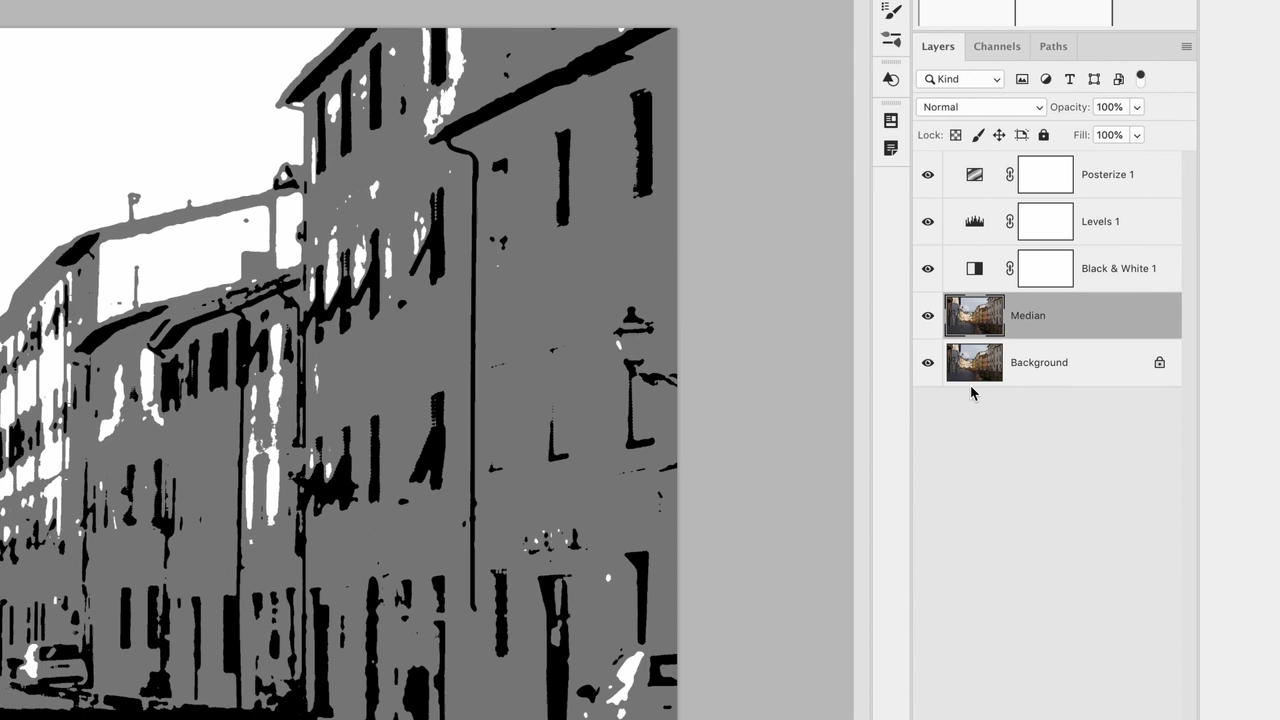 Layers Channels Paths
Kind
Normal Opacity: 100%
Lock: Fill: 100%
Posterize 1
Levels 1
Black & White 1
Median
Background